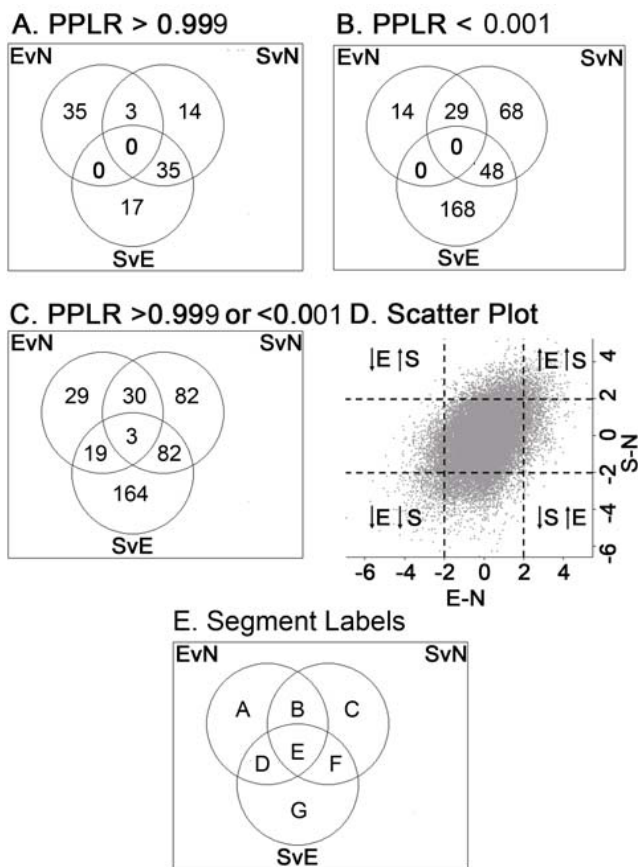 A. PPLR > 0.999
B. PPLR < 0.001
EvN SvN
35 3 14
0
0 35
17
SvE
EvN SvN
14 29 68
0
0 48
168
SvE
C. PPLR >0.999 or <0.001
D. Scatter Plot
EvN SvN
29 30 82
3
19 82
164
SvE
↓E ↑S ↑E ↑S
↓E ↓S ↓S ↑E
4
2
0
-2
-4
-6
S-N
-6 -4 -2 0 2 4
E-N
E. Segment Labels
EvN SvN
A B C
E
D F
G
SvE